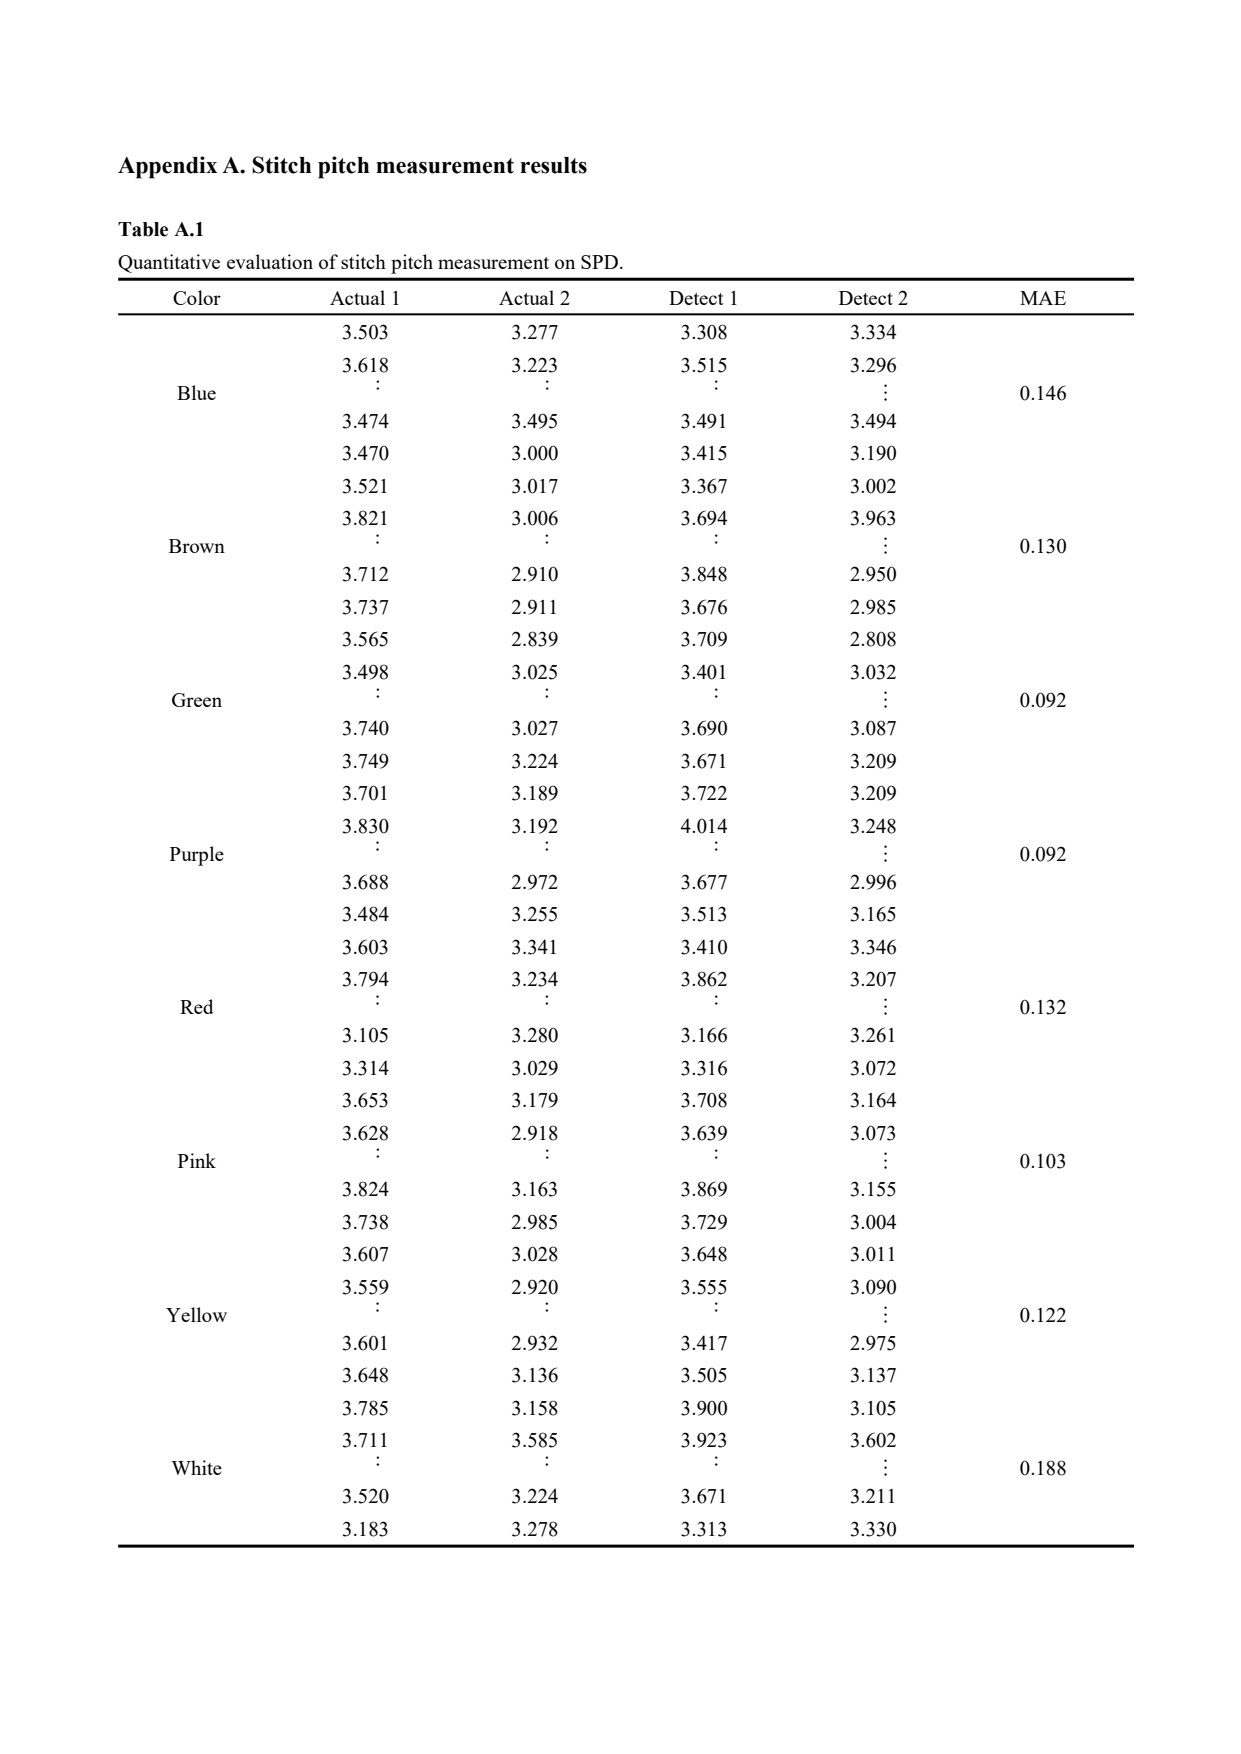 Appendix A. Stitch pitch measurement results
Table A.1
Quantitative evaluation of stitch pitch measurement on SPD.
Color Actual 1 Actual 2 Detect 1 Detect 2 MAE
3.503 3.277 3.308 3.334
3.618 3.223 3.515 3.296
Blue ⋮ ⋮ ⋮ ⋮ 0.146
3.474 3.495 3.491 3.494
3.470 3.000 3.415 3.190
3.521 3.017 3.367 3.002
3.821 3.006 3.694 3.963
Brown ⋮ ⋮ ⋮ ⋮ 0.130
3.712 2.910 3.848 2.950
3.737 2.911 3.676 2.985
3.565 2.839 3.709 2.808
3.498 3.025 3.401 3.032
Green ⋮ ⋮ ⋮ ⋮ 0.092
3.740 3.027 3.690 3.087
3.749 3.224 3.671 3.209
3.701 3.189 3.722 3.209
3.830 3.192 4.014 3.248
Purple ⋮ ⋮ ⋮ ⋮ 0.092
3.688 2.972 3.677 2.996
3.484 3.255 3.513 3.165
3.603 3.341 3.410 3.346
3.794 3.234 3.862 3.207
Red ⋮ ⋮ ⋮ ⋮ 0.132
3.105 3.280 3.166 3.261
3.314 3.029 3.316 3.072
3.653 3.179 3.708 3.164
3.628 2.918 3.639 3.073
Pink ⋮ ⋮ ⋮ ⋮ 0.103
3.824 3.163 3.869 3.155
3.738 2.985 3.729 3.004
3.607 3.028 3.648 3.011
3.559 2.920 3.555 3.090
Yellow ⋮ ⋮ ⋮ ⋮ 0.122
3.601 2.932 3.417 2.975
3.648 3.136 3.505 3.137
3.785 3.158 3.900 3.105
3.711 3.585 3.923 3.602
White ⋮ ⋮ ⋮ ⋮ 0.188
3.520 3.224 3.671 3.211
3.183 3.278 3.313 3.330